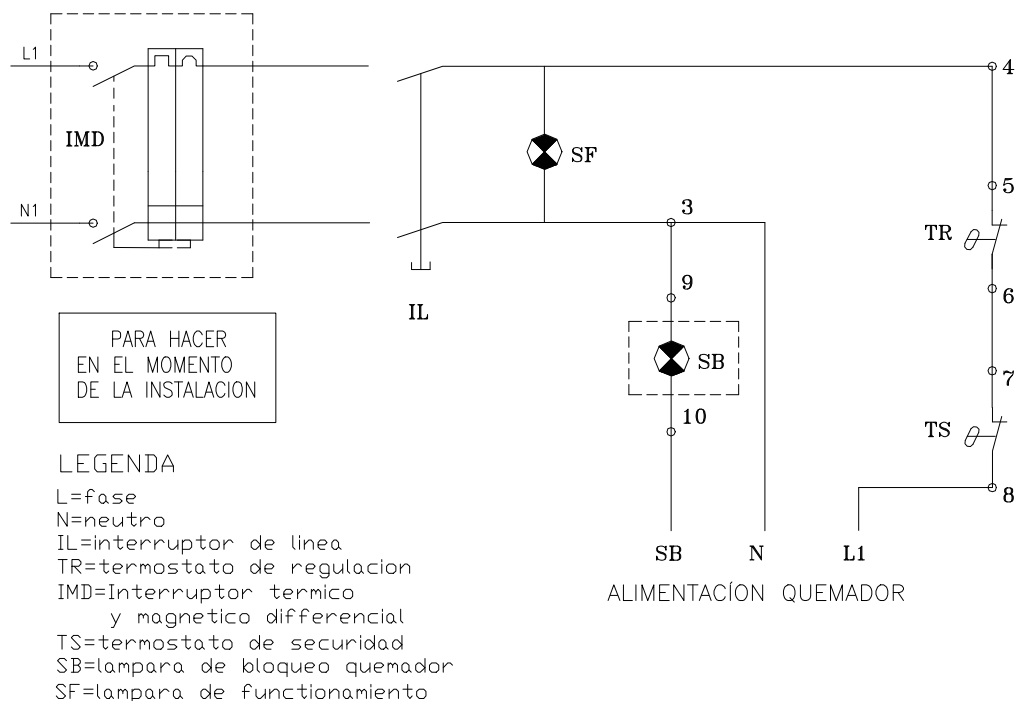 L1
IMD
N1
4
SF
5
TR
3
6
9
IL
SB
7
10
TS
8
SB N L1
ALIMENTACÍON QUEMADOR
PARA HACER
EN EL MOMENTO
DE LA INSTALACION
LEGENDA
L=fase
N=neutro
IL=interruptor de linea
TR=termostato de regulacion
IMD=Interruptor termico
y magnetico differencial
TS=termostato de securidad
SB=lampara de bloqueo quemador
SF=lampara de functionamiento